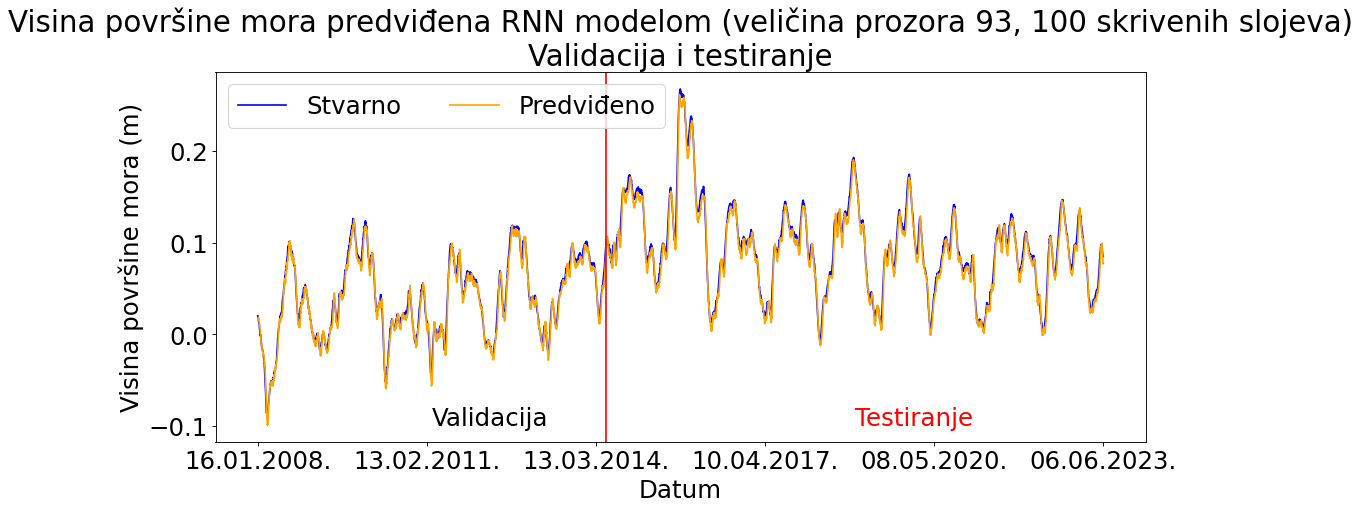 Visina površine mora predviđena RNN modelom (veličina prozora 93, 100 skrivenih slojeva)
Validacija i testiranje
Stvarno
Predviđeno
Visina površine mora (m)
0.2
0.1
0.0
−0.1
Validacija
Testiranje
16.01.2008.
13.02.2011.
13.03.2014.
10.04.2017.
08.05.2020.
06.06.2023.
Datum